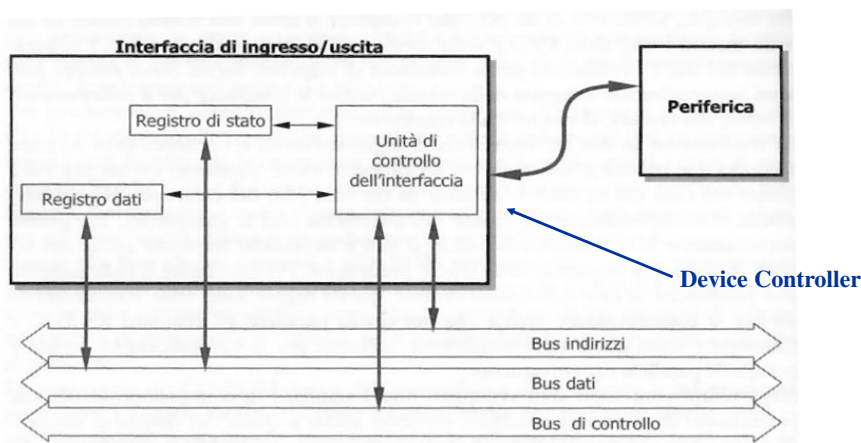 Interfaccia di ingresso/uscita
Registro di stato
Unità di
controllo
dell'interfaccia
Registro dati
Periferica
Device Controller
Bus indirizzi
Bus dati
Bus di controllo